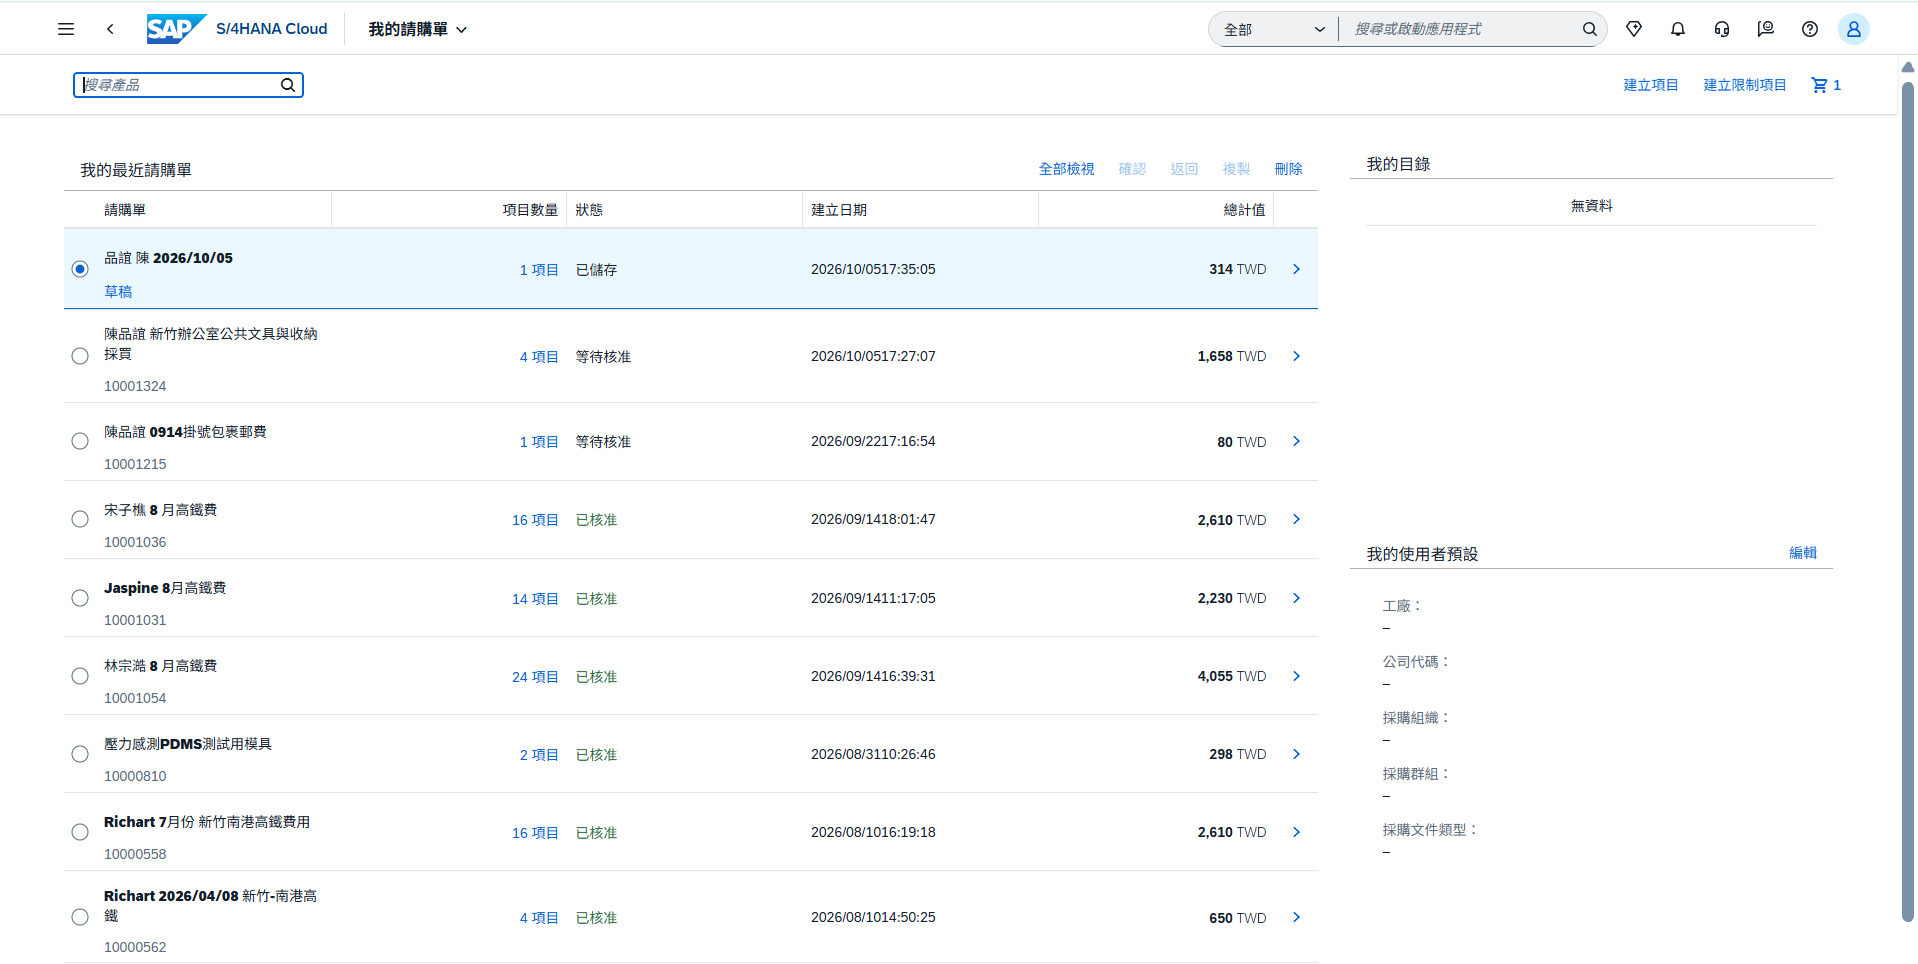 SAP S/4HANA Cloud 我的請購單 全部 搜尋或啟動應用程式
搜尋產品 建立項目 建立限制項目 1
我的最近請購單 全部檢視 確認 返回 複製 刪除
請購單 項目數量 狀態 建立日期 總計值
品誼 陳 2026/10/05
1 項目 已儲存 2026/10/0517:35:05 314 TWD
草稿
陳品誼 新竹辦公室公共文具與收納
採買
4 項目 等待核准 2026/10/0517:27:07 1,658 TWD
10001324
陳品誼 0914掛號包裹郵費
1 項目 等待核准 2026/09/2217:16:54 80 TWD
10001215
宋子樵 8 月高鐵費
16 項目 已核准 2026/09/1418:01:47 2,610 TWD
10001036
Jaspine 8月高鐵費
14 項目 已核准 2026/09/1411:17:05 2,230 TWD
10001031
林宗澔 8 月高鐵費
24 項目 已核准 2026/09/1416:39:31 4,055 TWD
10001054
壓力感測PDMS測試用模具
2 項目 已核准 2026/08/3110:26:46 298 TWD
10000810
Richart 7月份 新竹南港高鐵費用
16 項目 已核准 2026/08/1016:19:18 2,610 TWD
10000558
Richart 2026/04/08 新竹-南港高
鐵
4 項目 已核准 2026/08/1014:50:25 650 TWD
10000562
我的目錄
無資料
我的使用者預設 編輯
工廠：
–
公司代碼：
–
採購組織：
–
採購群組：
–
採購文件類型：
–